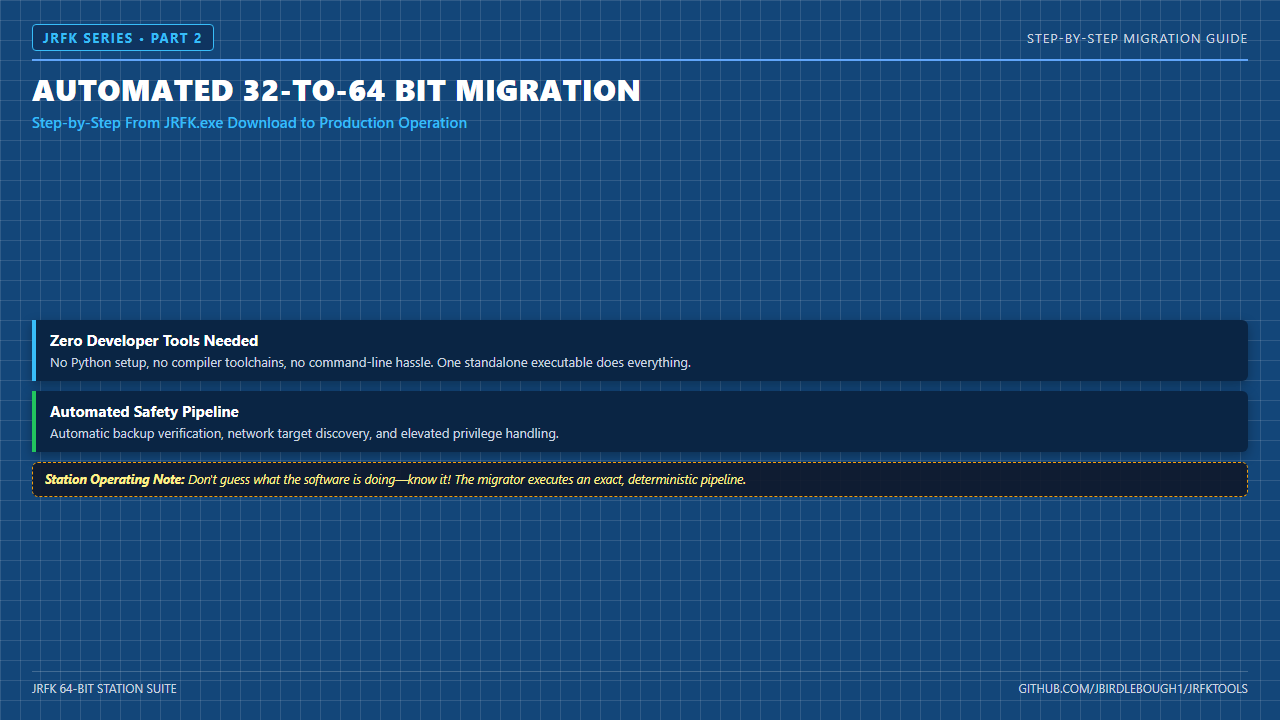 JRFK SERIES • PART 2
STEP-BY-STEP MIGRATION GUIDE
AUTOMATED 32-TO-64 BIT MIGRATION
Step-by-Step From JRFK.exe Download to Production Operation
Zero Developer Tools Needed
No Python setup, no compiler toolchains, no command-line hassle. One standalone executable does everything.
Automated Safety Pipeline
Automatic backup verification, network target discovery, and elevated privilege handling.
Station Operating Note: Don't guess what the software is doing—know it! The migrator executes an exact, deterministic pipeline.
JRFK 64-BIT STATION SUITE
GITHUB.COM/JBIRDLEBOUGH1/JRFKTOOLS